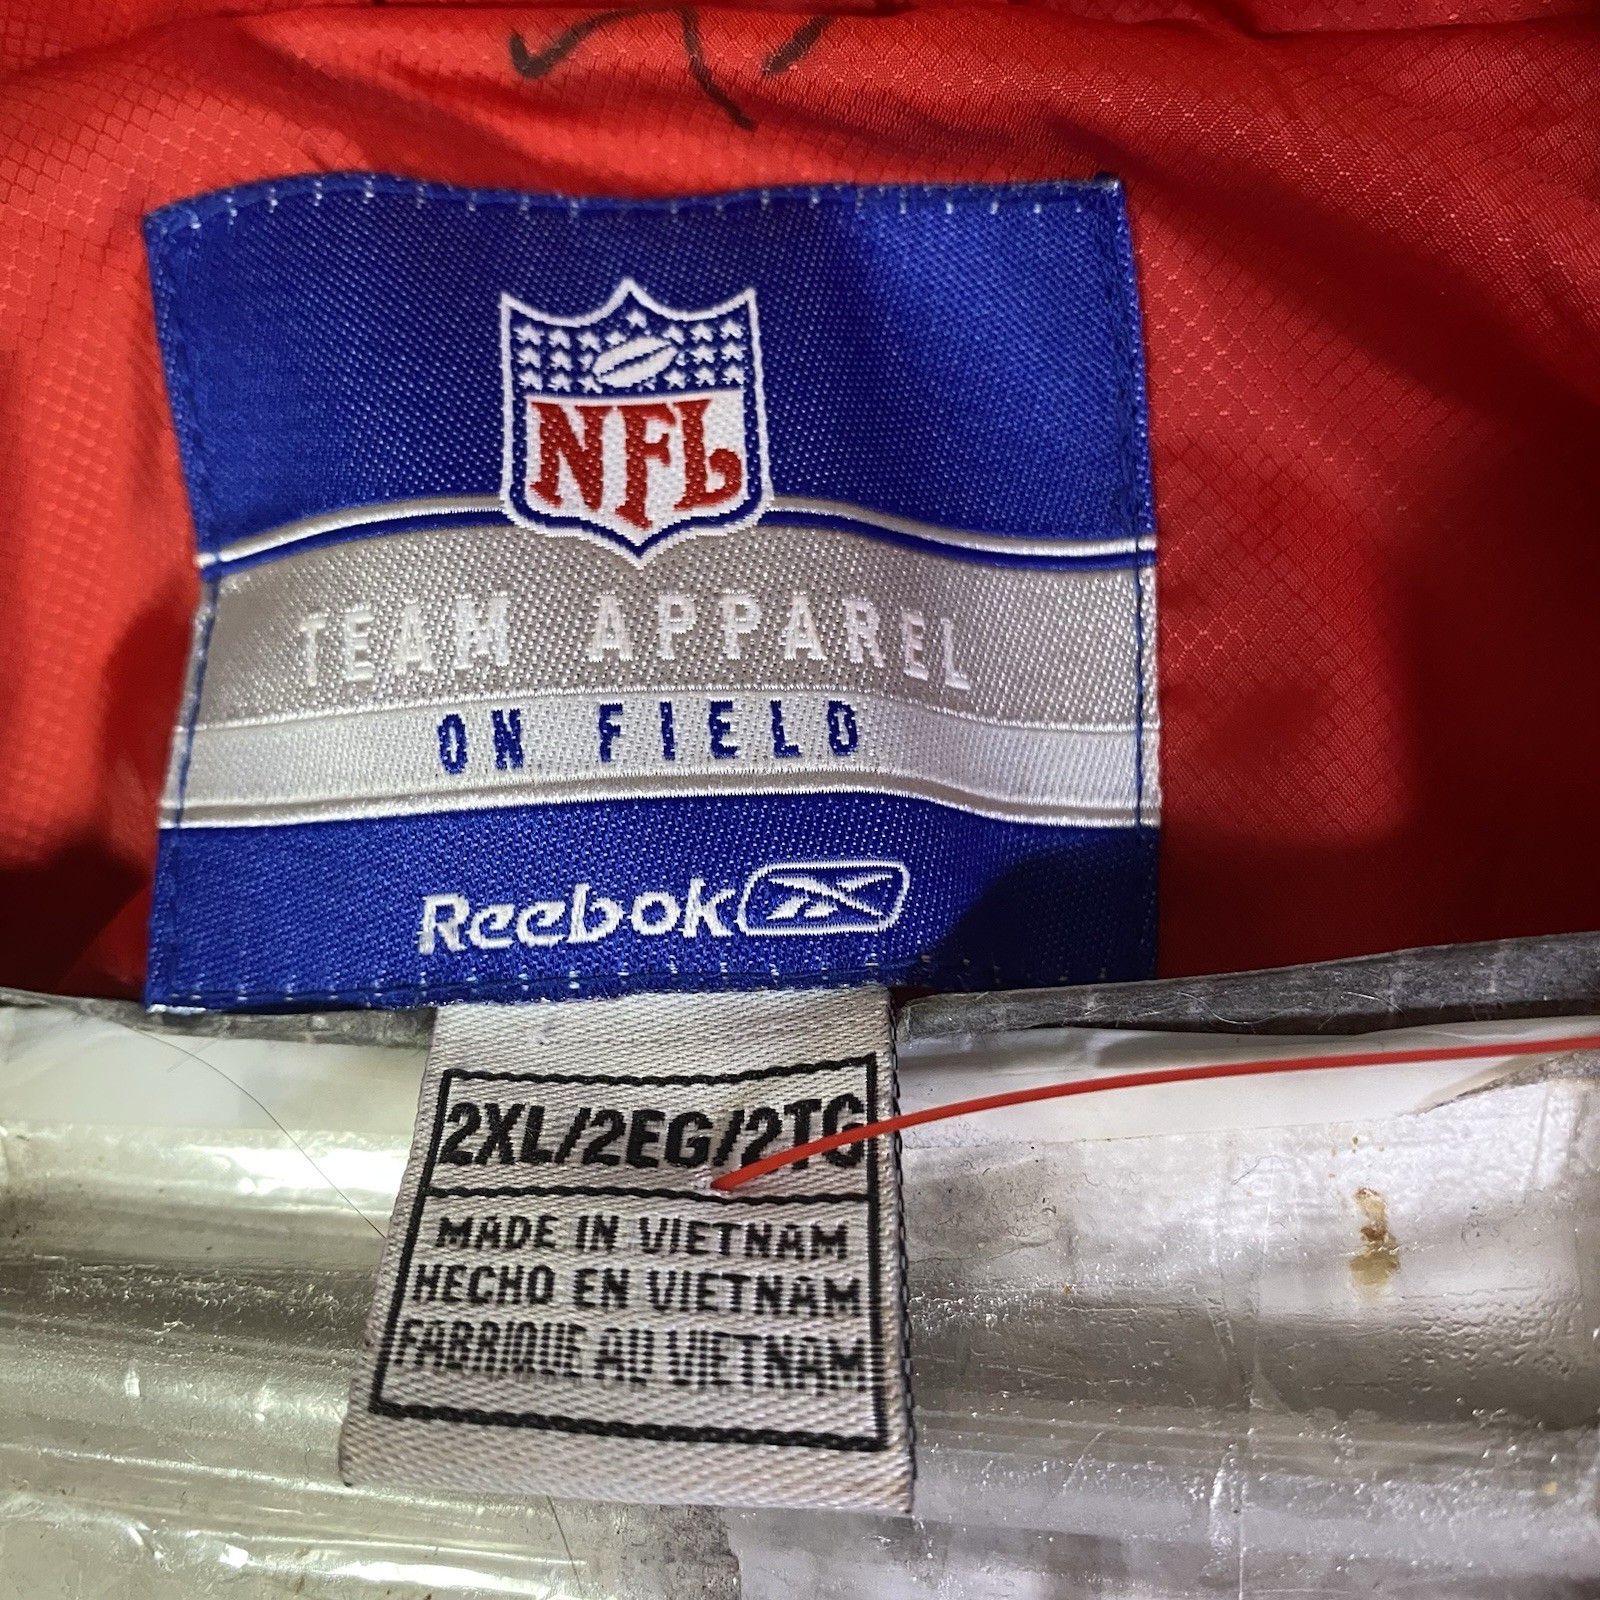 NFL
TEAM APPAREL
ON FIELD
Reebok
2XL/2EG/2TG
MADE IN VIETNAM
HECHO EN VIETNAM
FABRIQUE AU VIETNAM